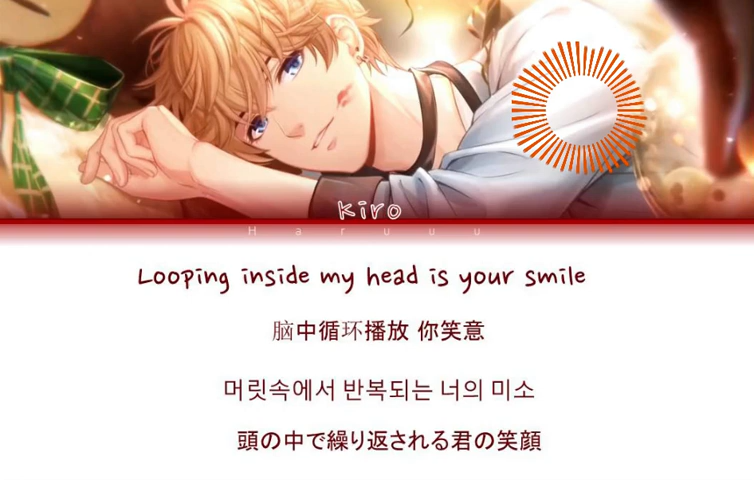 kiro
Haruuu
Looping inside my head is your smile
脑中循环播放 你笑意
머릿속에서 반복되는 너의 미소
頭の中で繰り返される君の笑顔